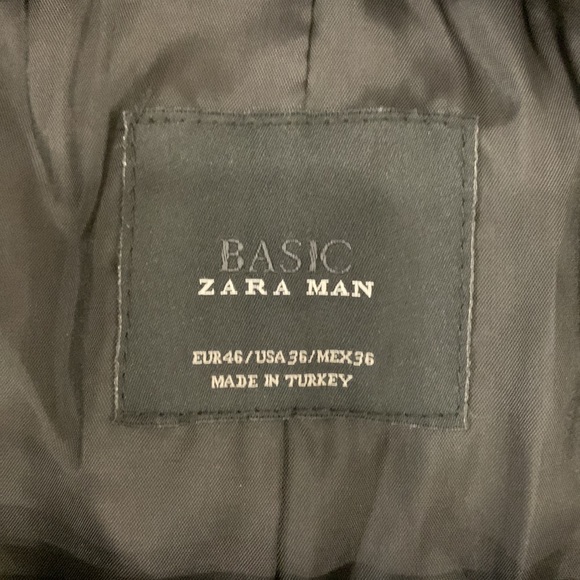 BASIC
ZARA MAN
EUR46/USA36/MEX36
MADE IN TURKEY